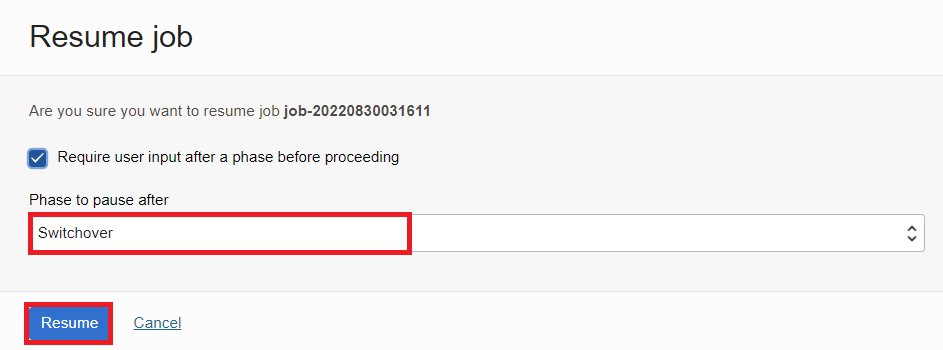 Resume job
Are you sure you want to resume job job-20220830031611
Require user input after a phase before proceeding
Phase to pause after
Switchover
Resume Cancel